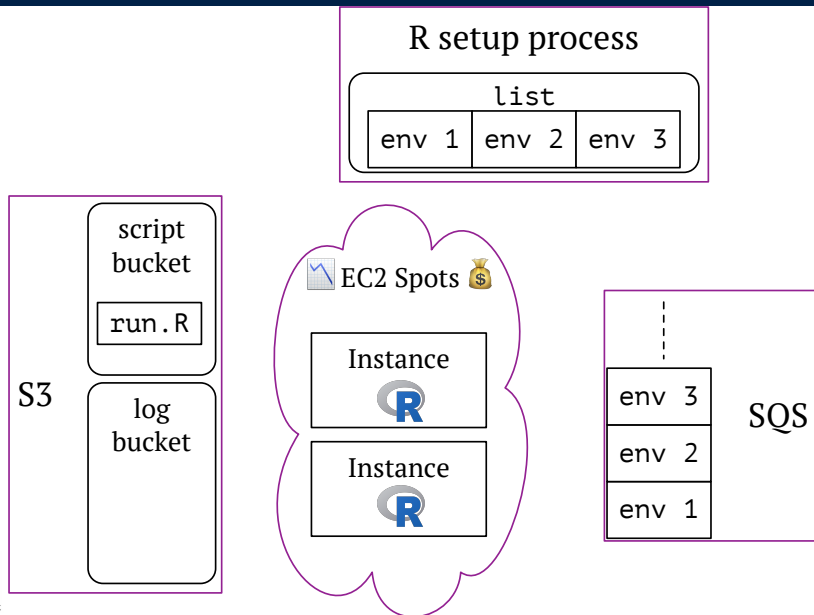 R setup process
list
env 1 env 2 env 3
S3
script
bucket
run.R
log
bucket
EC2 Spots
Instance
R
Instance
R
env 3
env 2
env 1
SQS